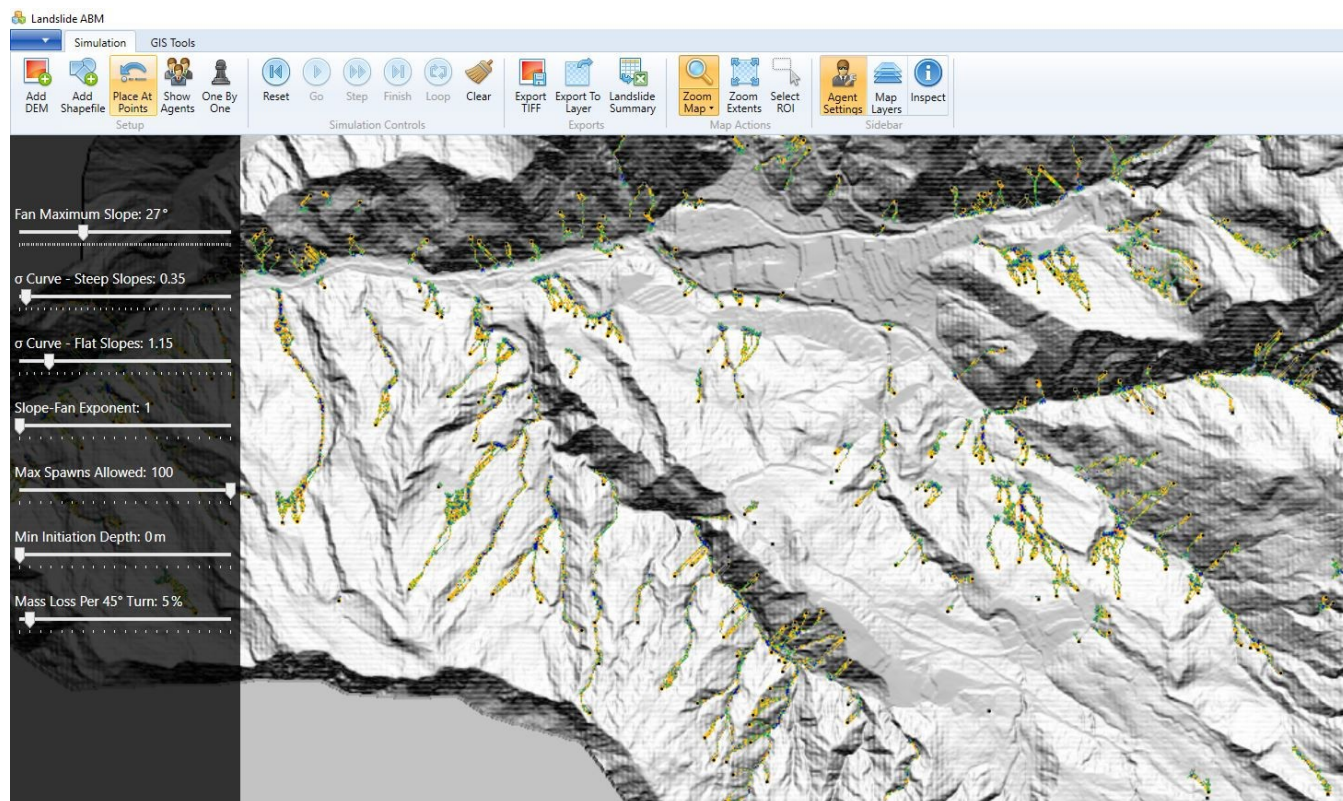 Landslide ABM
Simulation GIS Tools
Add DEM
Add Shapefile
Place At Points
Show Agents
One By One
Reset
Go
Step
Finish
Loop
Clear
Export TIFF
Export To Layer
Landslide Summary
Zoom Map
Zoom Extents
Select ROI
Agent Settings
Map Layers
Inspect
Setup
Simulation Controls
Exports
Map Actions
Sidebar
Fan Maximum Slope: 27°
σ Curve - Steep Slopes: 0.35
σ Curve - Flat Slopes: 1.15
Slope-Fan Exponent: 1
Max Spawns Allowed: 100
Min Initiation Depth: 0 m
Mass Loss Per 45° Turn: 5%